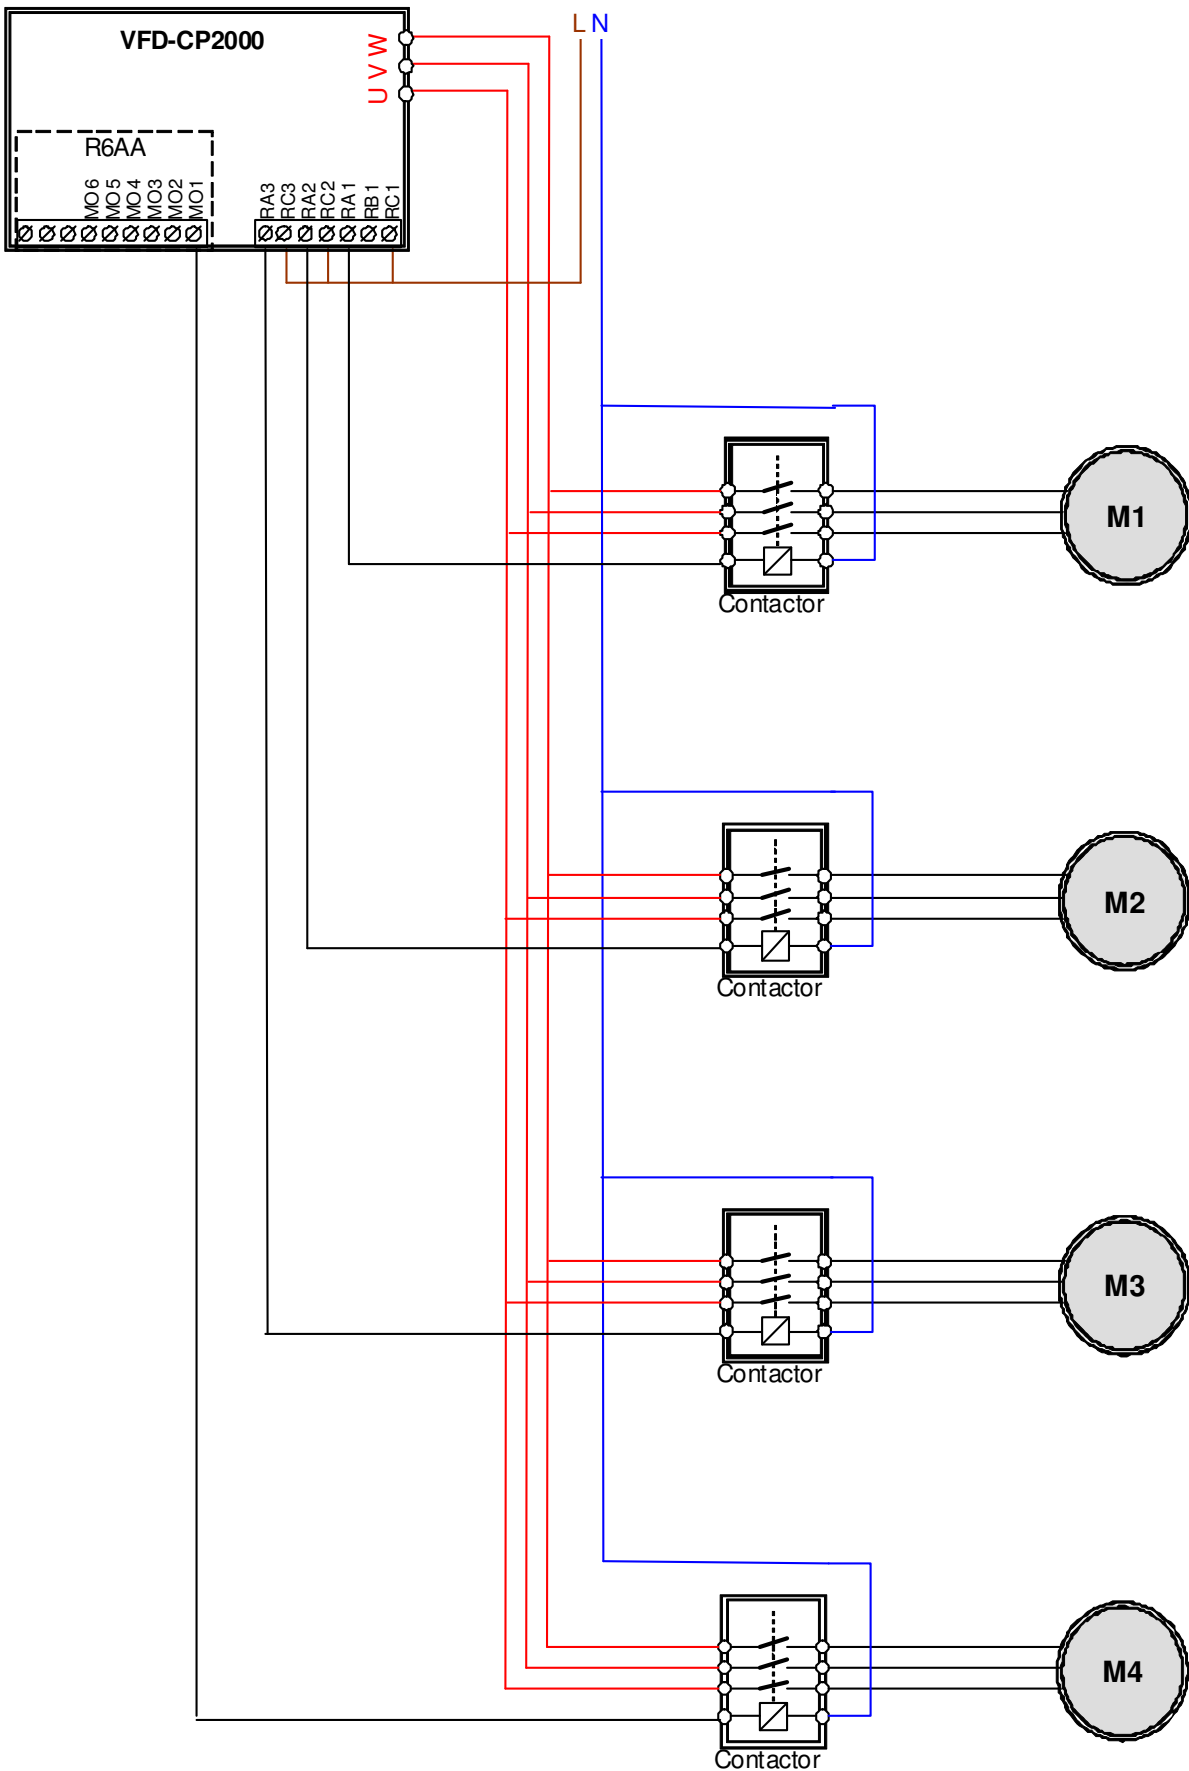 VFD-CP2000
L N
W
V
U
R6AA
MO6
MO5
MO4
MO3
MO2
MO1
RA3
RC3
RA2
RC2
RA1
RB1
RC1
M1
Contactor
M2
Contactor
M3
Contactor
M4
Contactor